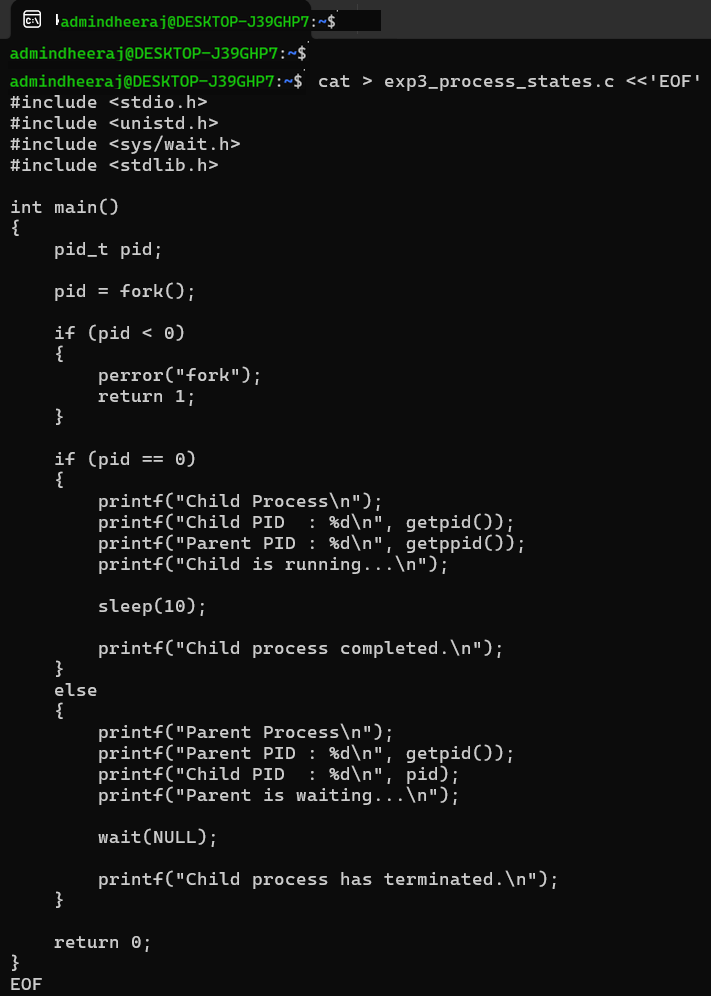 admindheeraj@DESKTOP-J39GHP7:~$
admindheeraj@DESKTOP-J39GHP7:~$
admindheeraj@DESKTOP-J39GHP7:~$ cat > exp3_process_states.c <<'EOF'
#include <stdio.h>
#include <unistd.h>
#include <sys/wait.h>
#include <stdlib.h>

int main()
{
    pid_t pid;

    pid = fork();

    if (pid < 0)
    {
        perror("fork");
        return 1;
    }

    if (pid == 0)
    {
        printf("Child Process\n");
        printf("Child PID  : %d\n", getpid());
        printf("Parent PID : %d\n", getppid());
        printf("Child is running...\n");

        sleep(10);

        printf("Child process completed.\n");
    }
    else
    {
        printf("Parent Process\n");
        printf("Parent PID : %d\n", getpid());
        printf("Child PID  : %d\n", pid);
        printf("Parent is waiting...\n");

        wait(NULL);

        printf("Child process has terminated.\n");
    }

    return 0;
}
EOF